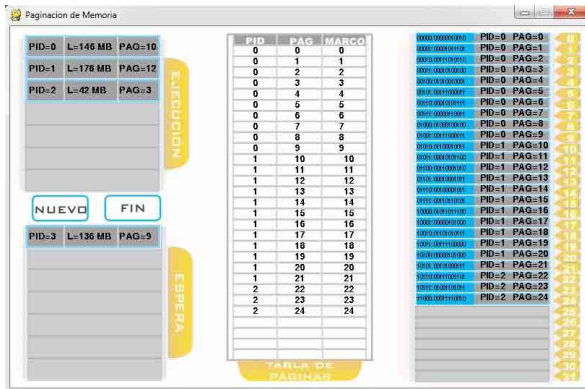 Paginacion de Memoria
PID=0 L=146 MB PAG=10
PID=1 L=176 MB PAG=12
PID=2 L=42 MB PAG=3
EJECUCION
NUEVO
FIN
PID=3 L=136 MB PAG=9
ESPERA
PID PAG MARCO
0 0 0
0 1 1
0 2 2
0 3 3
0 4 4
0 5 5
0 6 6
0 7 7
0 8 8
0 9 9
1 10 10
1 11 11
1 12 12
1 13 13
1 14 14
1 15 15
1 16 16
1 17 17
1 18 18
1 19 19
1 20 20
1 21 21
2 22 22
2 23 23
2 24 24
TABLA DE
PAGINAS
PID=0 PAG=0 0
PID=0 PAG=1 1
PID=0 PAG=2 2
PID=0 PAG=3 3
PID=0 PAG=4 4
PID=0 PAG=5 5
PID=0 PAG=6 6
PID=0 PAG=7 7
PID=0 PAG=8 8
PID=0 PAG=9 9
PID=1 PAG=10 10
PID=1 PAG=11 11
PID=1 PAG=12 12
PID=1 PAG=13 13
PID=1 PAG=14 14
PID=1 PAG=15 15
PID=1 PAG=16 16
PID=1 PAG=17 17
PID=1 PAG=18 18
PID=1 PAG=19 19
PID=1 PAG=20 20
PID=1 PAG=21 21
PID=2 PAG=22 22
PID=2 PAG=23 23
PID=2 PAG=24 24
25
26
27
28
29
30
31